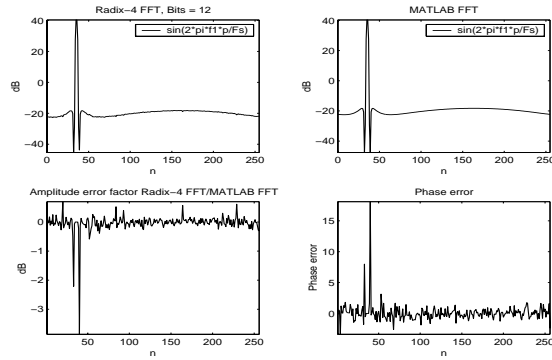 Radix-4 FFT, Bits = 12
sin(2*pi*f1*p/Fs)
dB
40
20
0
−20
−40
0
50
100
150
200
250
n
MATLAB FFT
sin(2*pi*f1*p/Fs)
dB
40
20
0
−20
−40
0
50
100
150
200
250
n
Amplitude error factor Radix-4 FFT/MATLAB FFT
dB
0
−1
−2
−3
50
100
150
200
250
n
Phase error
Phase error
15
10
5
0
0
50
100
150
200
250
n